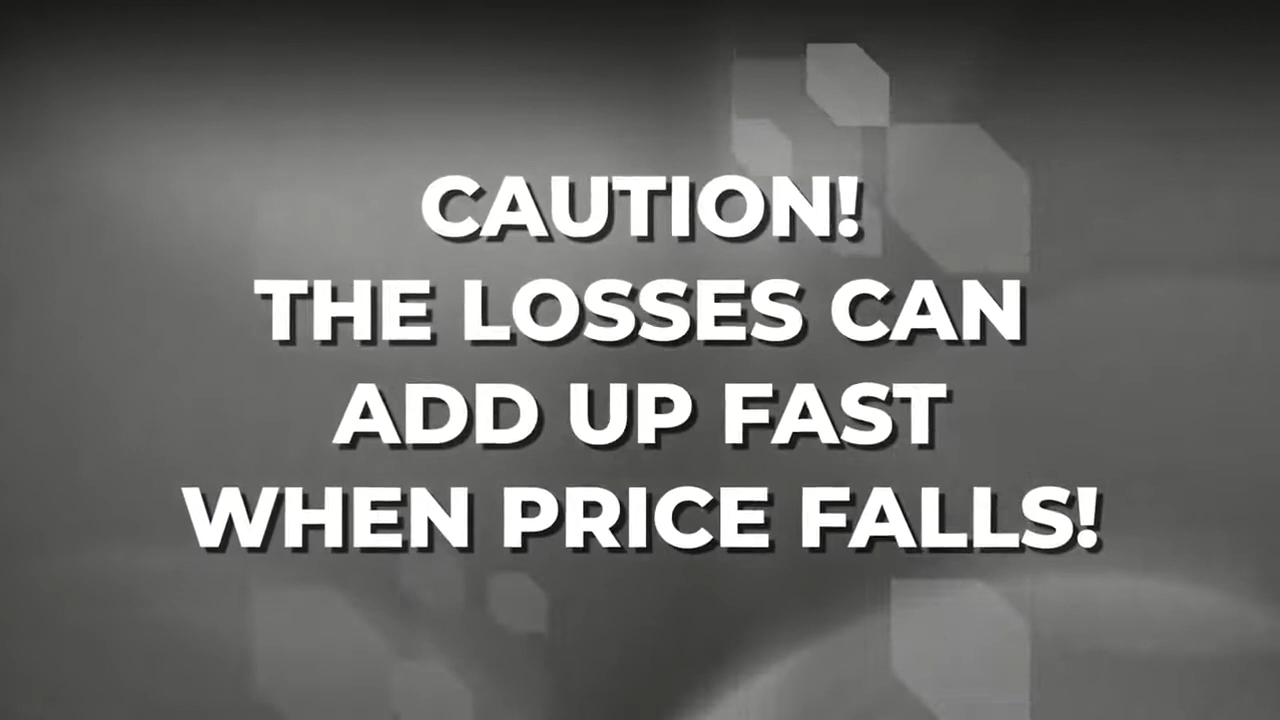 CAUTION!
THE LOSSES CAN
ADD UP FAST
WHEN PRICE FALLS!